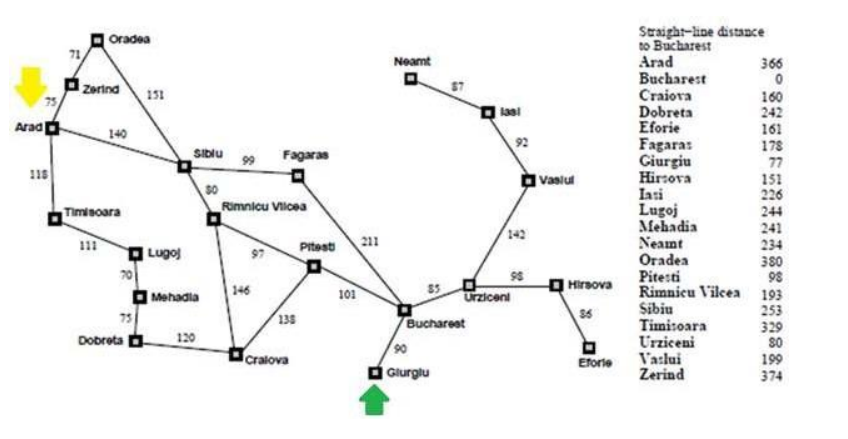 Oradea
71
Neamt
Zerind
87
75
151
Iasi
Arad
140
92
Sibiu
99
Fagaras
118
80
Vaslui
Timisoara
Rimnicu Vilcea
111
Lugoj
97
Pitesti
211
142
70
Mehadia
146
101
85
98
Hirsova
Urziceni
75
138
86
Bucharest
Dobreta
120
90
Craiova
Giurgiu
Eforie
Straight-line distance
to Bucharest
Arad 366
Bucharest 0
Craiova 160
Dobreta 242
Eforie 161
Fagaras 178
Giurgiu 77
Hirsova 151
Iasi 226
Lugoj 244
Mehadia 241
Neamt 234
Oradea 380
Pitesti 98
Rimnicu Vilcea 193
Sibiu 253
Timisoara 329
Urziceni 80
Vaslui 199
Zerind 374